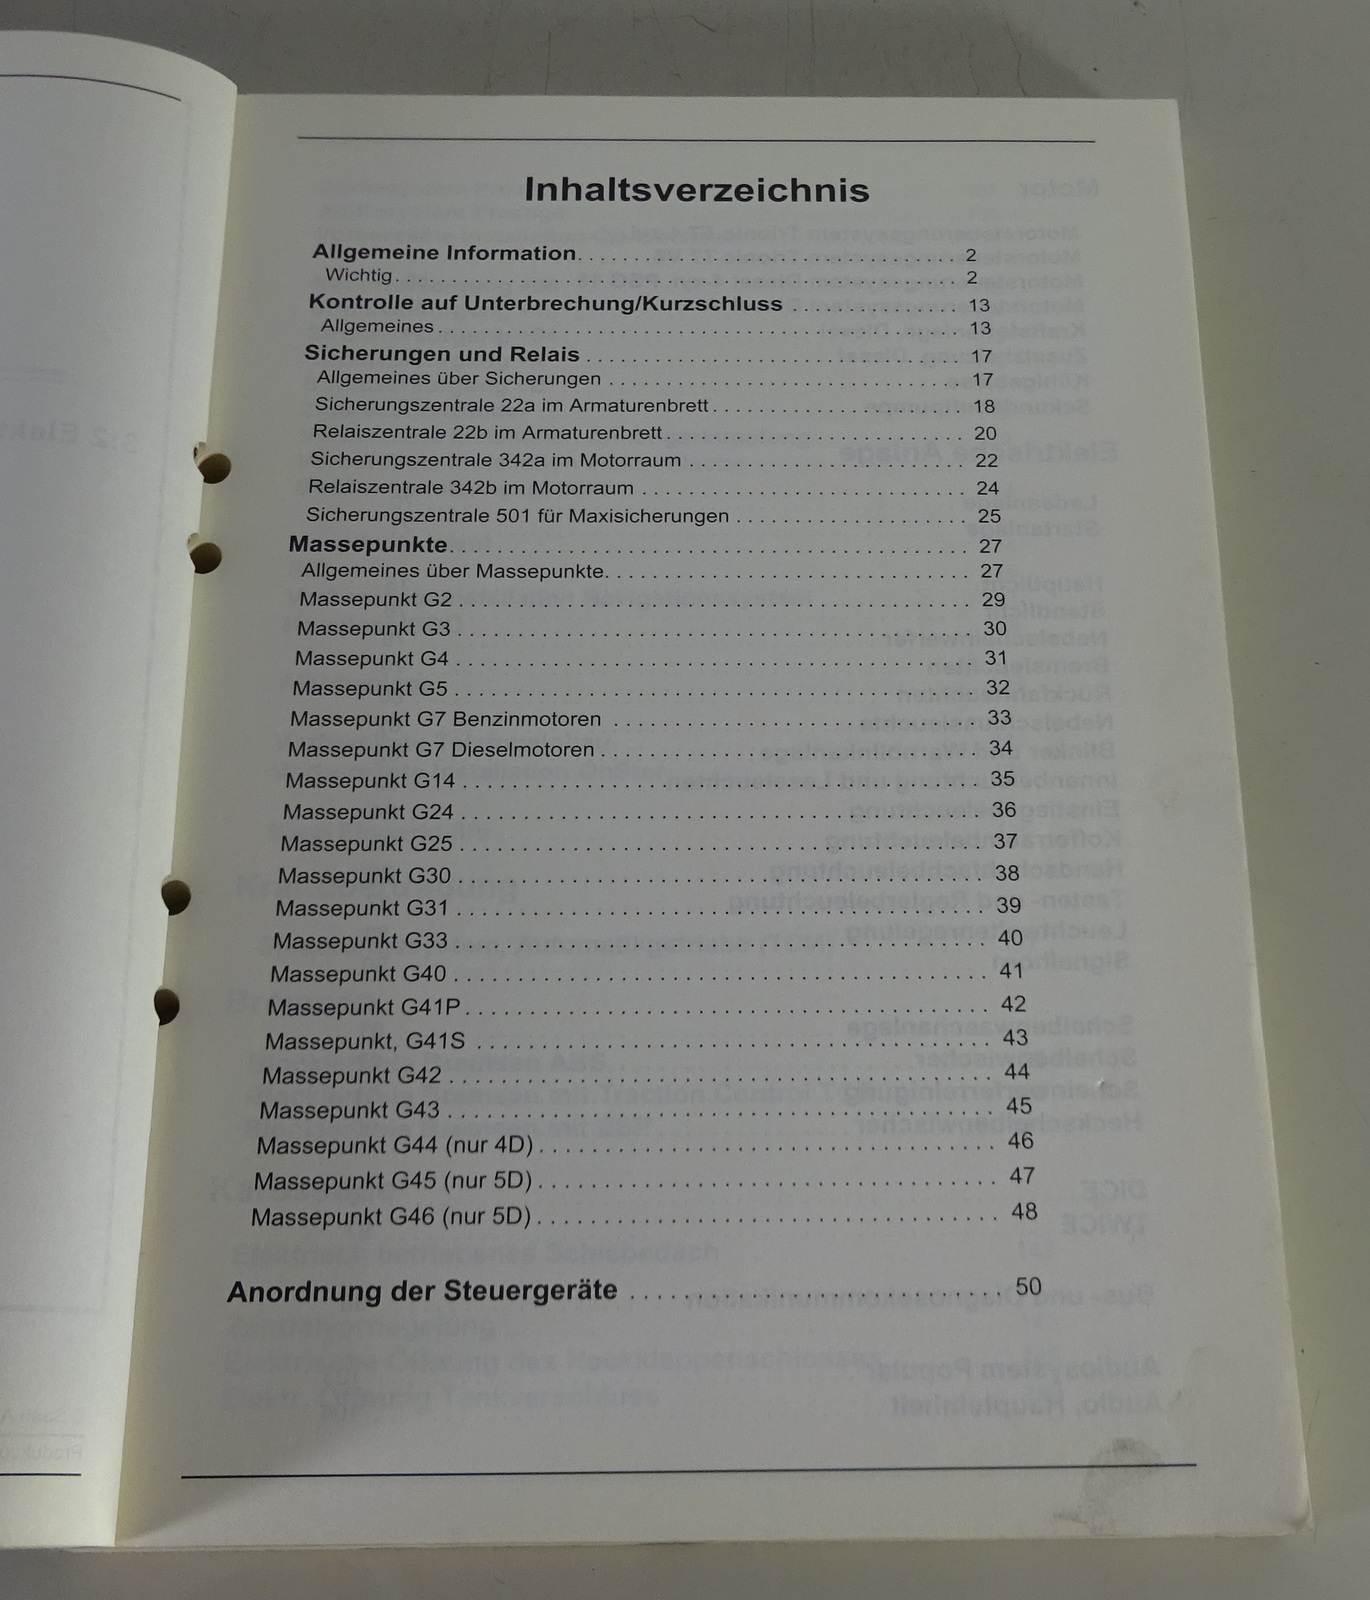 Inhaltsverzeichnis
Allgemeine Information. . . . . . . . . . . . . . . . . . . . . . . . . . . . . . 2
Wichtig. . . . . . . . . . . . . . . . . . . . . . . . . . . . . . 2
Kontrolle auf Unterbrechung/Kurzschluss . . . . . . . . . . . . . . 13
Allgemeines. . . . . . . . . . . . . . . . . . . . . . . . . . . . . . 13
Sicherungen und Relais . . . . . . . . . . . . . . . . . . . . . . . . . . . . . . 17
Allgemeines über Sicherungen . . . . . . . . . . . . . . . . . . . . . . . . . . . . . . 17
Sicherungszentrale 22a im Armaturenbrett. . . . . . . . . . . . . . . . . . . . 18
Relaiszentrale 22b im Armaturenbrett. . . . . . . . . . . . . . . . . . . . . . . . 20
Sicherungszentrale 342a im Motorraum . . . . . . . . . . . . . . . . . . . . . . 22
Relaiszentrale 342b im Motorraum . . . . . . . . . . . . . . . . . . . . . . . . . . 24
Sicherungszentrale 501 für Maxisicherungen . . . . . . . . . . . . . . . . . . 25
Massepunkte. . . . . . . . . . . . . . . . . . . . . . . . . . . . . . 27
Allgemeines über Massepunkte. . . . . . . . . . . . . . . . . . . . . . . . . . . . . . 27
Massepunkt G2 . . . . . . . . . . . . . . . . . . . . . . . . . . . . . . 29
Massepunkt G3 . . . . . . . . . . . . . . . . . . . . . . . . . . . . . . 30
Massepunkt G4 . . . . . . . . . . . . . . . . . . . . . . . . . . . . . . 31
Massepunkt G5 . . . . . . . . . . . . . . . . . . . . . . . . . . . . . . 32
Massepunkt G7 Benzinmotoren . . . . . . . . . . . . . . . . . . . . . . . . . . . . 33
Massepunkt G7 Dieselmotoren . . . . . . . . . . . . . . . . . . . . . . . . . . . . 34
Massepunkt G14 . . . . . . . . . . . . . . . . . . . . . . . . . . . . . . 35
Massepunkt G24 . . . . . . . . . . . . . . . . . . . . . . . . . . . . . . 36
Massepunkt G25 . . . . . . . . . . . . . . . . . . . . . . . . . . . . . . 37
Massepunkt G30 . . . . . . . . . . . . . . . . . . . . . . . . . . . . . . 38
Massepunkt G31 . . . . . . . . . . . . . . . . . . . . . . . . . . . . . . 39
Massepunkt G33 . . . . . . . . . . . . . . . . . . . . . . . . . . . . . . 40
Massepunkt G40 . . . . . . . . . . . . . . . . . . . . . . . . . . . . . . 41
Massepunkt G41P. . . . . . . . . . . . . . . . . . . . . . . . . . . . . . 42
Massepunkt, G41S . . . . . . . . . . . . . . . . . . . . . . . . . . . . . . 43
Massepunkt G42 . . . . . . . . . . . . . . . . . . . . . . . . . . . . . . 44
Massepunkt G43 . . . . . . . . . . . . . . . . . . . . . . . . . . . . . . 45
Massepunkt G44 (nur 4D). . . . . . . . . . . . . . . . . . . . . . . . . . . . . . 46
Massepunkt G45 (nur 5D). . . . . . . . . . . . . . . . . . . . . . . . . . . . . . 47
Massepunkt G46 (nur 5D). . . . . . . . . . . . . . . . . . . . . . . . . . . . . . 48
Anordnung der Steuergeräte . . . . . . . . . . . . . . . . . . . . . . . . 50